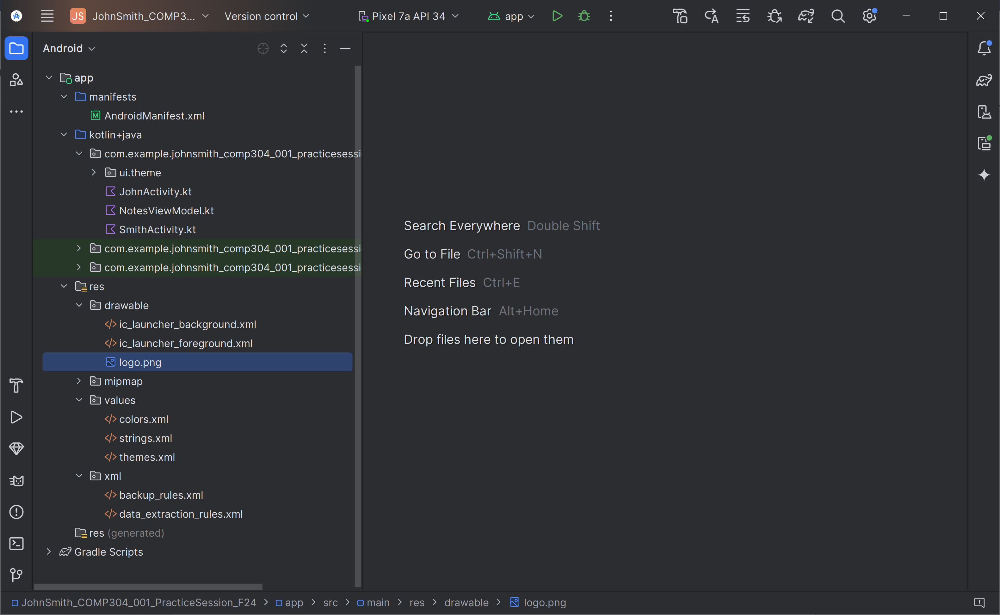 JS JohnSmith_COMP3... Version control Pixel 7a API 34 app
Android
app
manifests
M AndroidManifest.xml
kotlin+java
com.example.johnsmith_comp304_001_practicesessi
ui.theme
JohnActivity.kt
NotesViewModel.kt
SmithActivity.kt
com.example.johnsmith_comp304_001_practicesessi
com.example.johnsmith_comp304_001_practicesessi
res
drawable
ic_launcher_background.xml
ic_launcher_foreground.xml
logo.png
mipmap
values
colors.xml
strings.xml
themes.xml
xml
backup_rules.xml
data_extraction_rules.xml
res (generated)
Gradle Scripts
Search Everywhere Double Shift
Go to File Ctrl+Shift+N
Recent Files Ctrl+E
Navigation Bar Alt+Home
Drop files here to open them
JohnSmith_COMP304_001_PracticeSession_F24 > app > src > main > res > drawable > logo.png